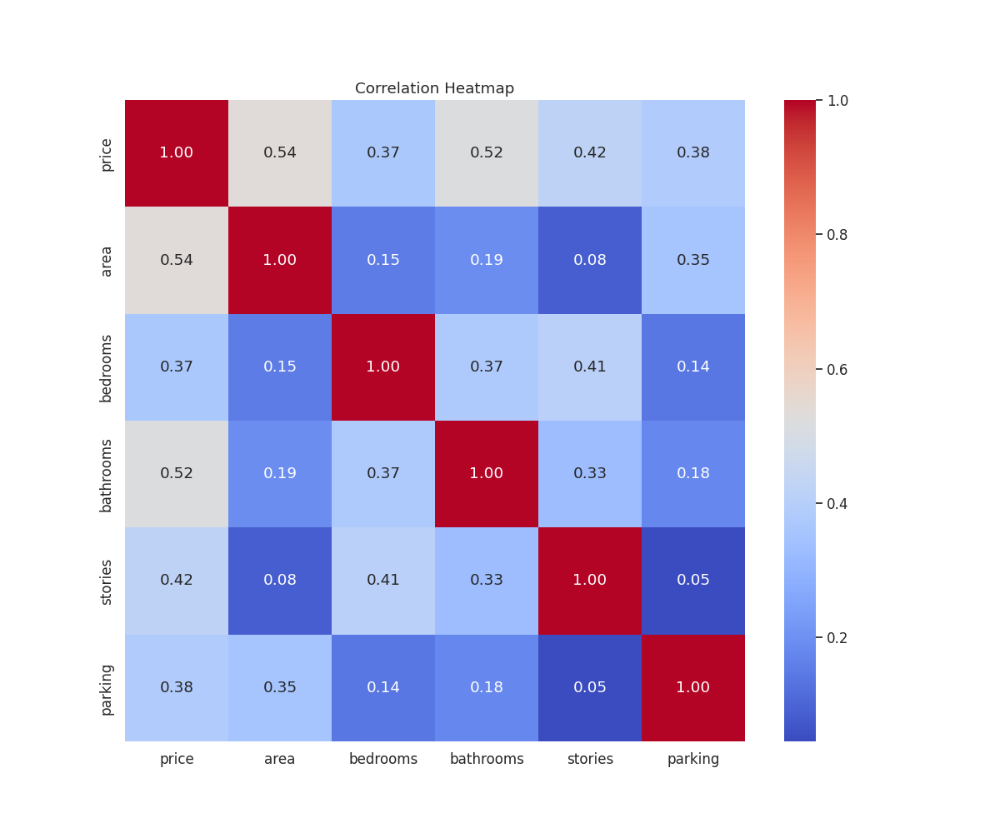 Correlation Heatmap
price 1.00 0.54 0.37 0.52 0.42 0.38
area 0.54 1.00 0.15 0.19 0.08 0.35
bedrooms 0.37 0.15 1.00 0.37 0.41 0.14
bathrooms 0.52 0.19 0.37 1.00 0.33 0.18
stories 0.42 0.08 0.41 0.33 1.00 0.05
parking 0.38 0.35 0.14 0.18 0.05 1.00
price area bedrooms bathrooms stories parking
1.0
0.8
0.6
0.4
0.2